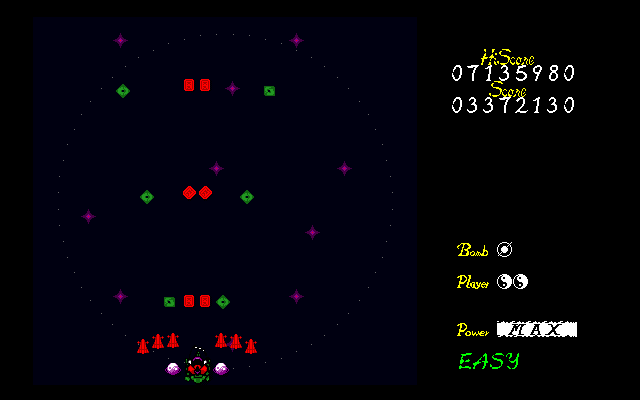 HiScore
07135980
Score
03372130
Bomb
Player
Power MAX
EASY